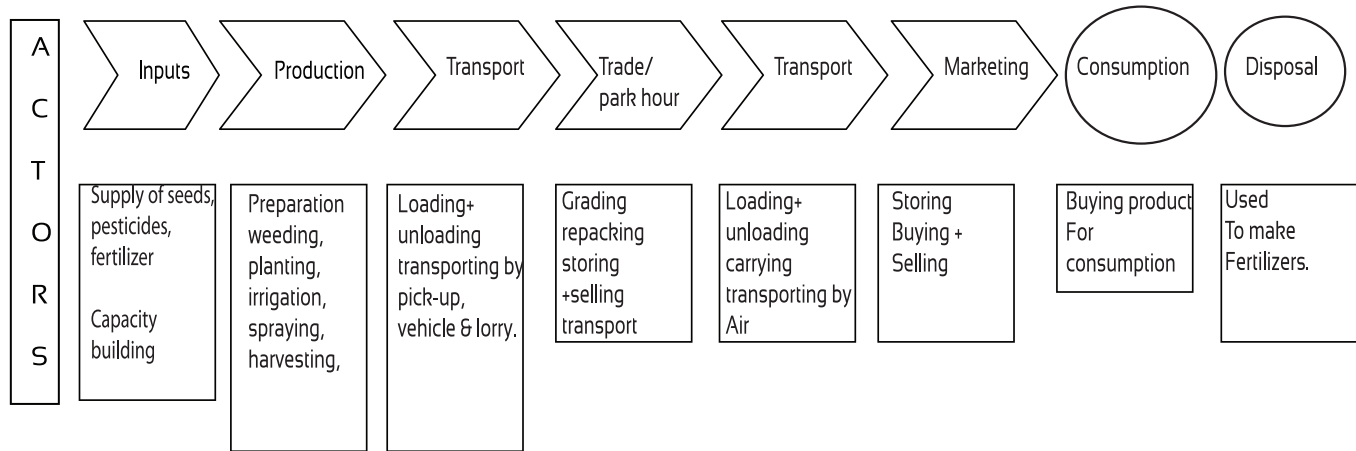 ACTORS
Inputs
Production
Transport
Trade/
park hour
Transport
Marketing
Consumption
Disposal
Supply of seeds,
pesticides,
fertilizer
Capacity
building
Preparation
weeding,
planting,
irrigation,
spraying,
harvesting,
Loading+
unloading
transporting by
pick-up,
vehicle & lorry.
Grading
repacking
storing
+selling
transport
Loading+
unloading
carrying
transporting by
Air
Storing
Buying +
Selling
Buying product
For
consumption
Used
To make
Fertilizers.